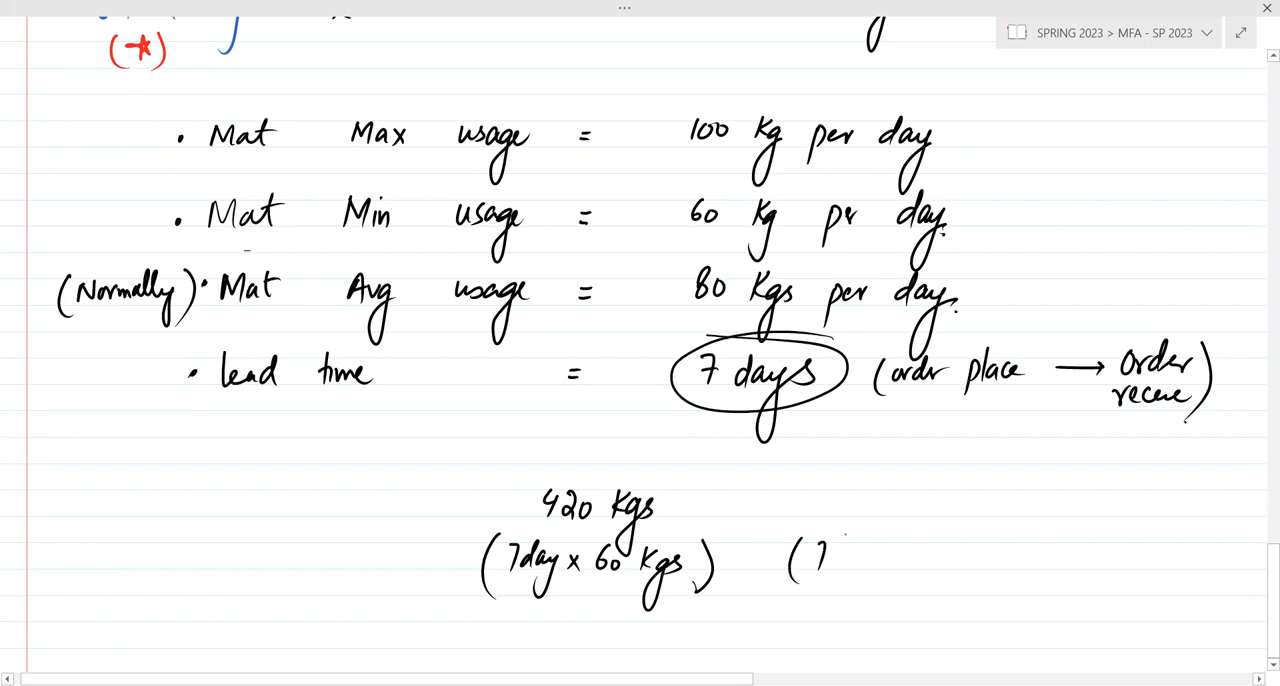 SPRING 2023 > MFA - SP 2023
(*)
• Mat Max usage = 100 Kg per day
• Mat Min usage = 60 Kg per day.
(Normally) • Mat Avg usage = 80 Kgs per day.
• Lead time = 7 days (order place → order
receve)
420 Kgs
(7day × 60 Kgs) (7